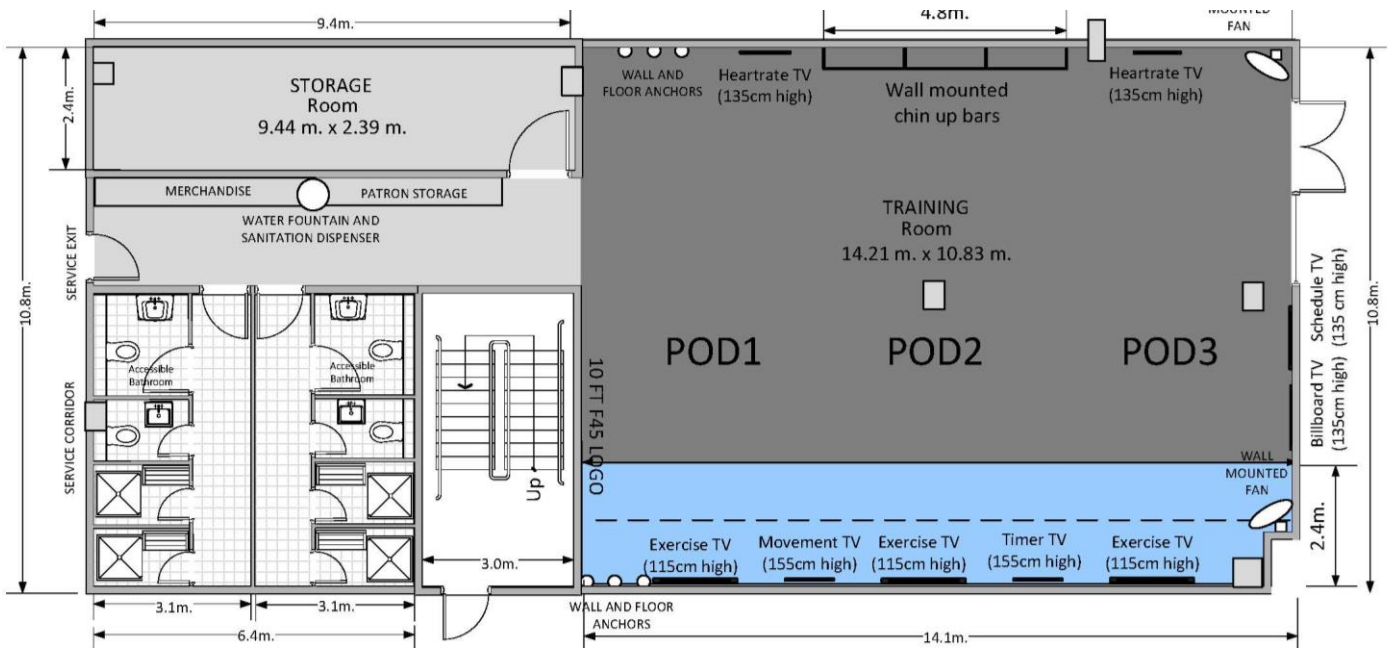 9.4m.
4.8m.
MOUNTED
FAN
STORAGE
Room
9.44 m. x 2.39 m.
2.4m.
WALL AND
FLOOR ANCHORS
Heartrate TV
(135cm high)
Wall mounted
chin up bars
Heartrate TV
(135cm high)
MERCHANDISE
PATRON STORAGE
WATER FOUNTAIN AND
SANITATION DISPENSER
TRAINING
Room
14.21 m. x 10.83 m.
SERVICE EXIT
10.8m.
Schedule TV
(135 cm high)
10.8m.
POD1
POD2
POD3
Accessible
Bathroom
Accessible
Bathroom
Billboard TV
(135cm high)
SERVICE CORRIDOR
10 FT F45 LOGO
Up
WALL
MOUNTED
FAN
2.4m.
Exercise TV
(115cm high)
Movement TV
(155cm high)
Exercise TV
(115cm high)
Timer TV
(155cm high)
Exercise TV
(115cm high)
3.0m.
3.1m.
3.1m.
WALL AND FLOOR
ANCHORS
6.4m.
14.1m.